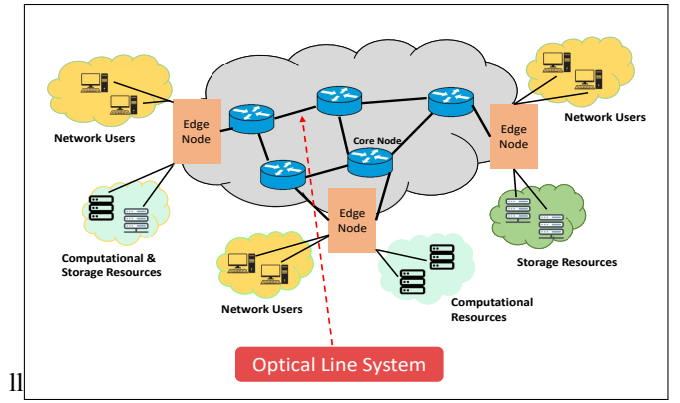 Network Users
Edge
Node
Computational &
Storage Resources
Core Node
Edge
Node
Network Users
Computational
Resources
Edge
Node
Network Users
Storage Resources
Optical Line System
ll